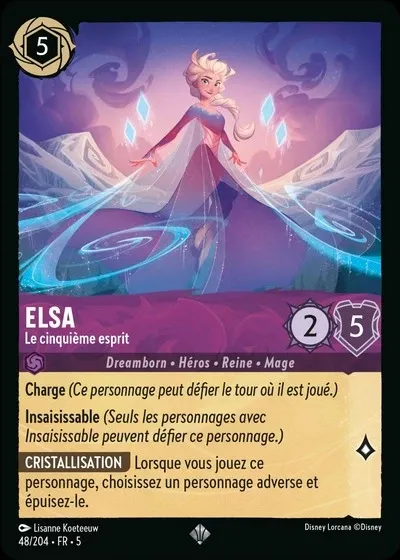 5
ELSA
Le cinquième esprit
2
5
Dreamborn • Héros • Reine • Mage
Charge (Ce personnage peut défier le tour où il est joué.)
Insaisissable (Seuls les personnages avec
Insaisissable peuvent défier ce personnage.)
CRISTALLISATION Lorsque vous jouez ce
personnage, choisissez un personnage adverse et
épuisez-le.
Lisanne Koeteeuw
Disney Lorcana ©Disney
48/204 • FR • 5